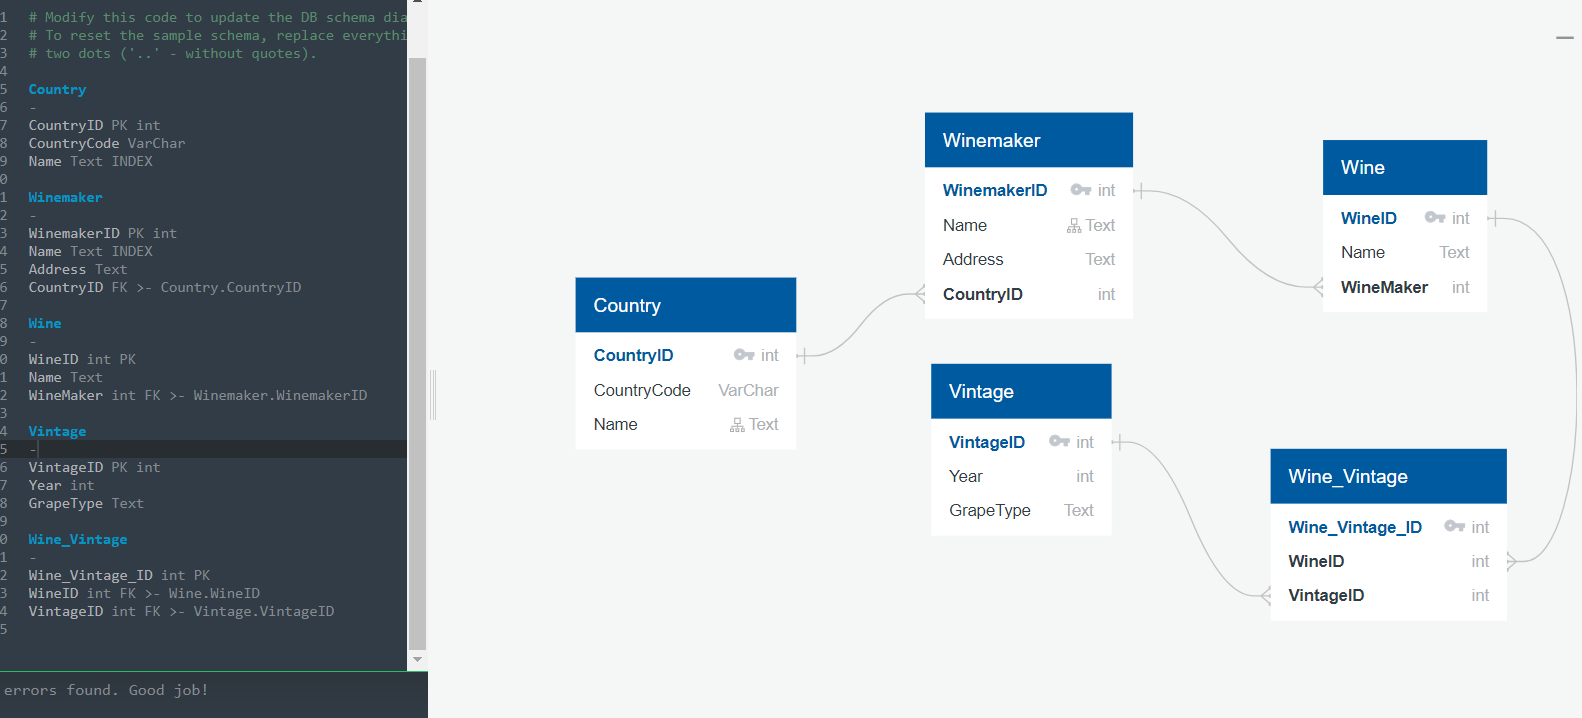 1 # Modify this code to update the DB schema dia
2 # To reset the sample schema, replace everythi
3 # two dots ('..' - without quotes).
4
5 Country
6 -
7 CountryID PK int
8 CountryCode VarChar
9 Name Text INDEX
0
1 Winemaker
2 -
3 WinemakerID PK int
4 Name Text INDEX
5 Address Text
6 CountryID FK >- Country.CountryID
7
8 Wine
9 -
0 WineID int PK
1 Name Text
2 WineMaker int FK >- Winemaker.WinemakerID
3
4 Vintage
5 -
6 VintageID PK int
7 Year int
8 GrapeType Text
9
0 Wine_Vintage
1 -
2 Wine_Vintage_ID int PK
3 WineID int FK >- Wine.WineID
4 VintageID int FK >- Vintage.VintageID
5
errors found. Good job!
Country
CountryID int
CountryCode VarChar
Name Text
Winemaker
WinemakerID int
Name Text
Address Text
CountryID int
Vintage
VintageID int
Year int
GrapeType Text
Wine
WineID int
Name Text
WineMaker int
Wine_Vintage
Wine_Vintage_ID int
WineID int
VintageID int